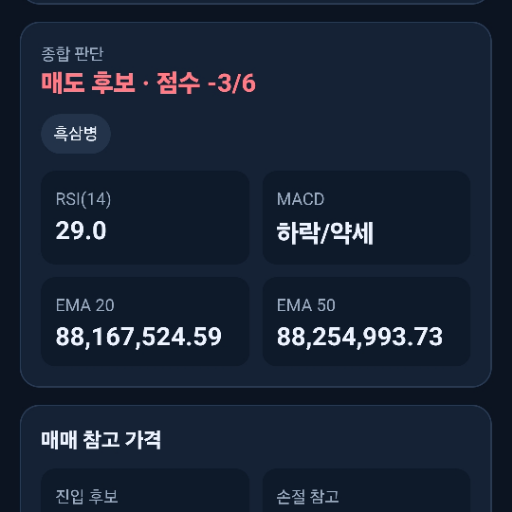 종합 판단
매도 후보 · 점수 -3/6
흑삼병
RSI(14)
29.0
MACD
하락/약세
EMA 20
88,167,524.59
EMA 50
88,254,993.73
매매 참고 가격
진입 후보
손절 참고